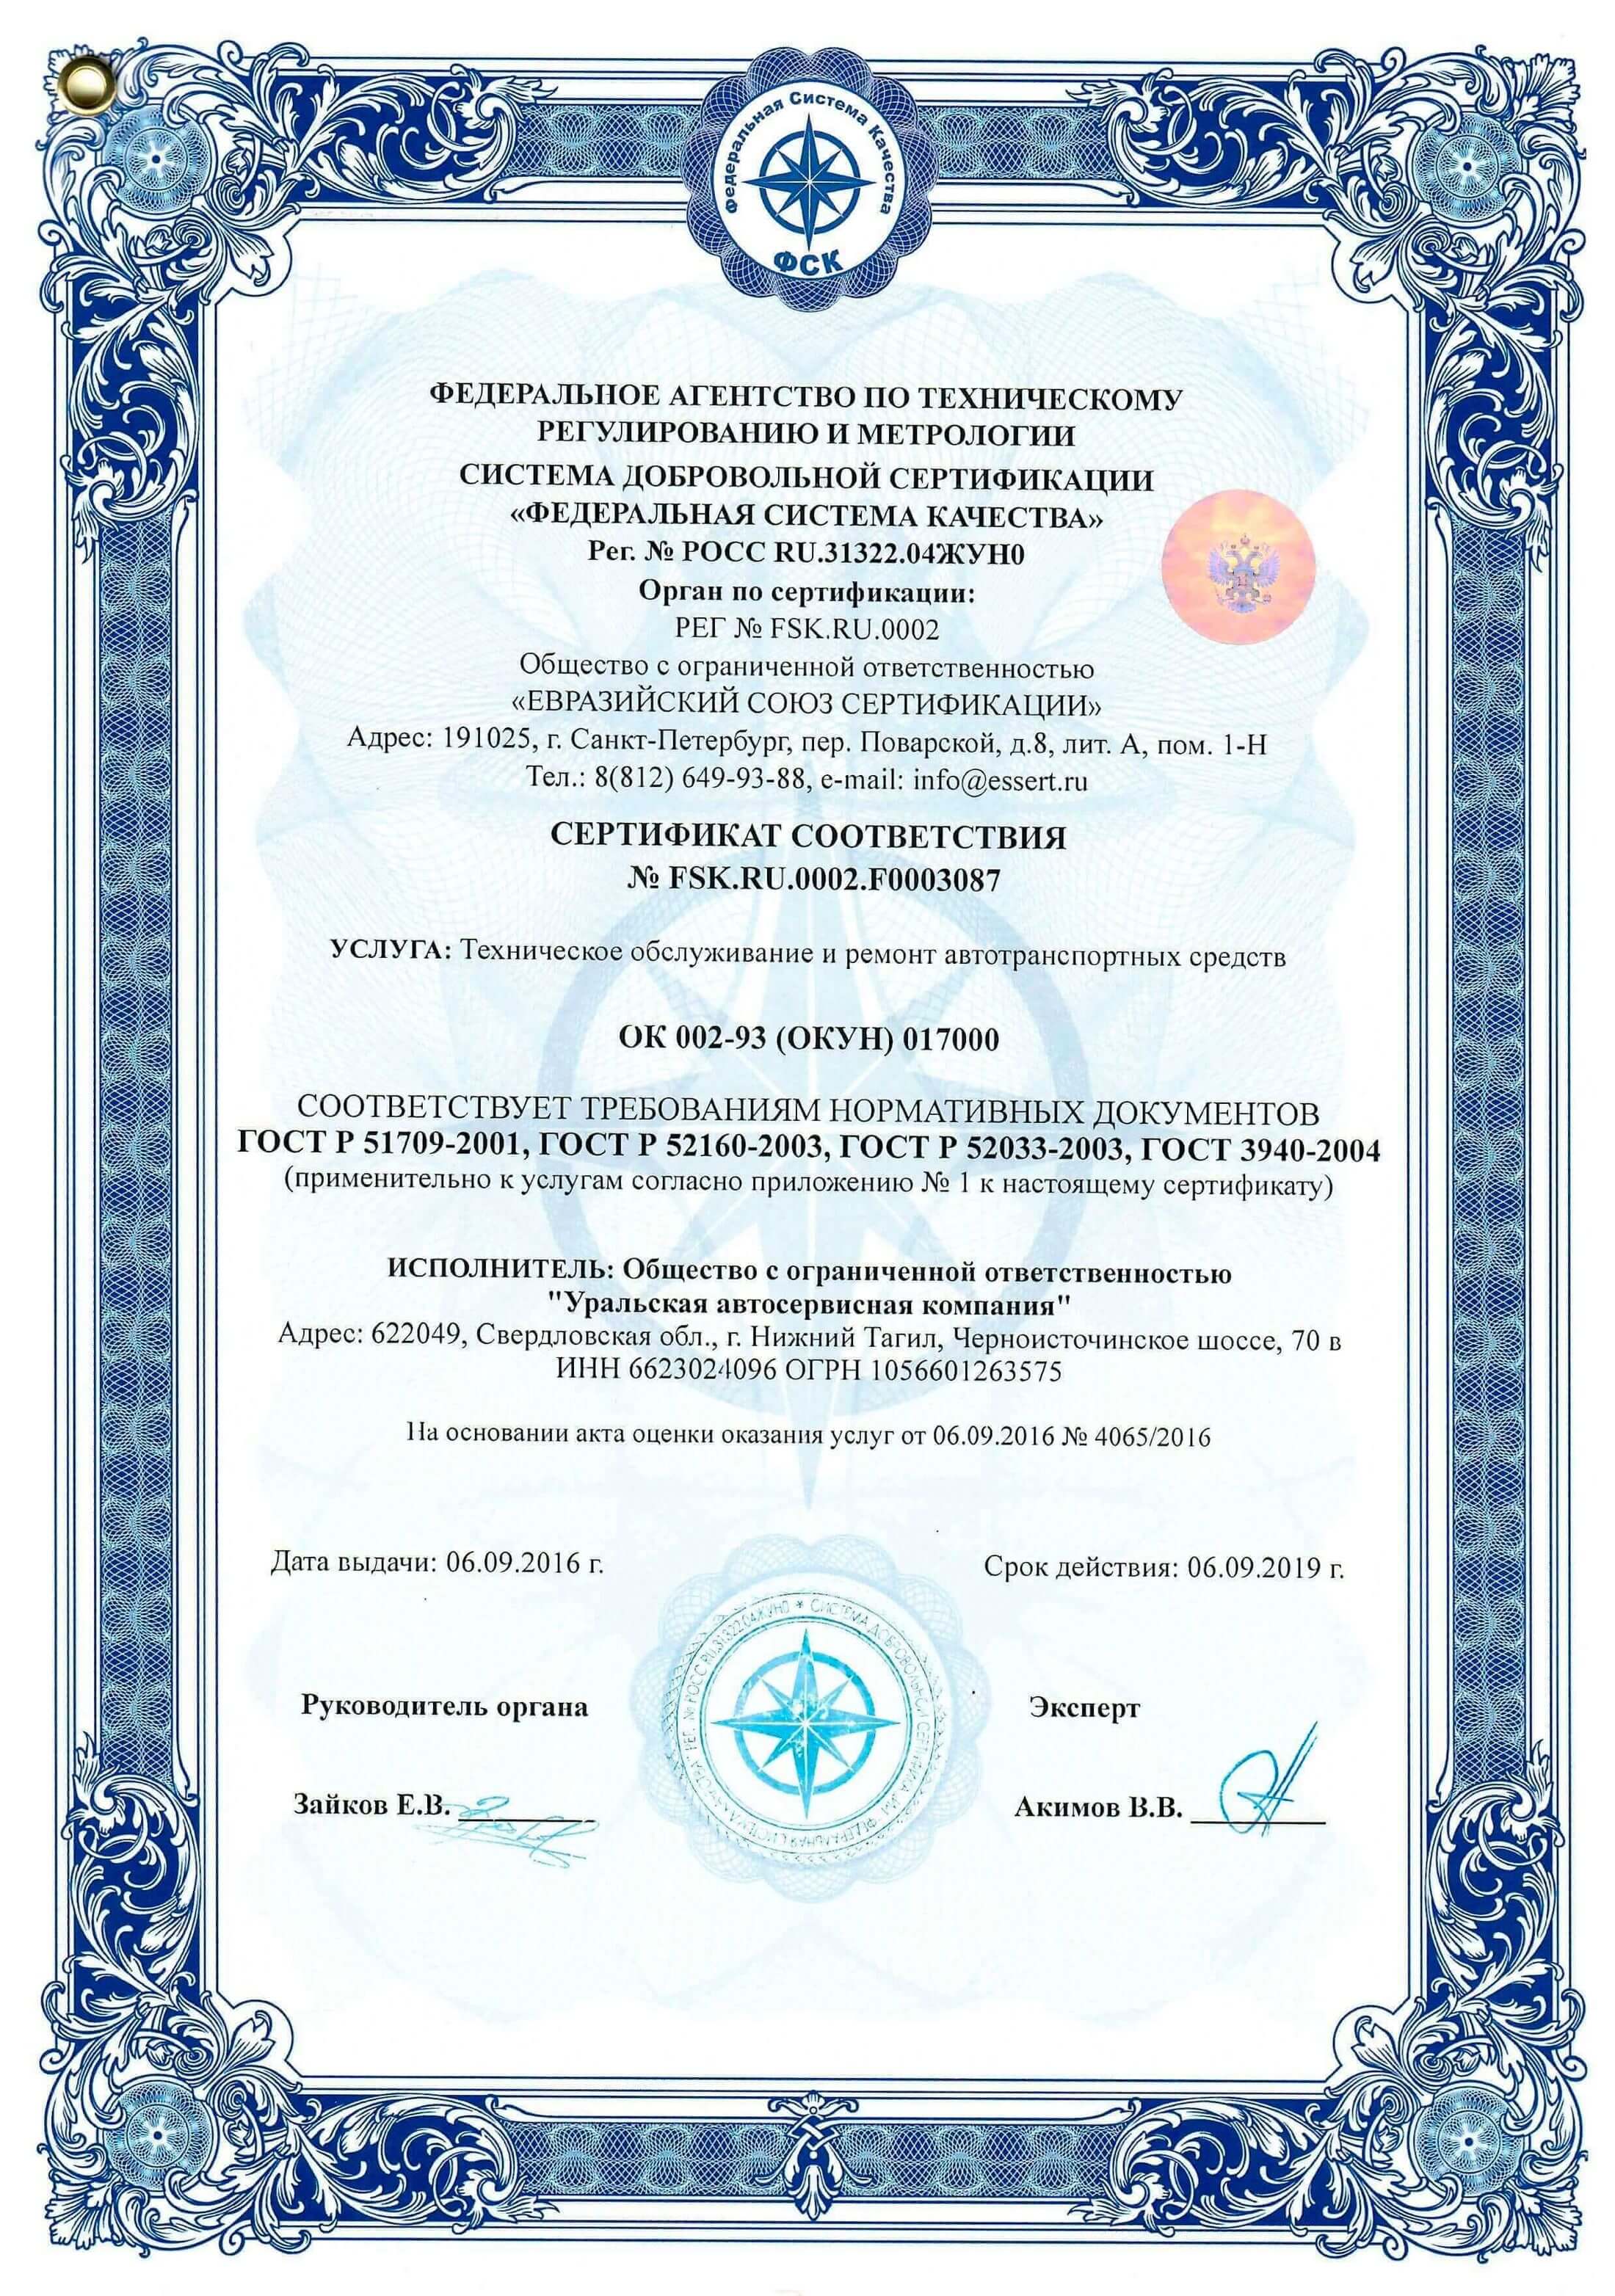 Федеральная Система Качества
ФСК
ФЕДЕРАЛЬНОЕ АГЕНТСТВО ПО ТЕХНИЧЕСКОМУ
РЕГУЛИРОВАНИЮ И МЕТРОЛОГИИ
СИСТЕМА ДОБРОВОЛЬНОЙ СЕРТИФИКАЦИИ
«ФЕДЕРАЛЬНАЯ СИСТЕМА КАЧЕСТВА»
Рег. № РОСС RU.31322.04ЖУН0
Орган по сертификации:
РЕГ № FSK.RU.0002
Общество с ограниченной ответственностью
«ЕВРАЗИЙСКИЙ СОЮЗ СЕРТИФИКАЦИИ»
Адрес: 191025, г. Санкт-Петербург, пер. Поварской, д.8, лит. А, пом. 1-Н
Тел.: 8(812) 649-93-88, e-mail: info@essert.ru
СЕРТИФИКАТ СООТВЕТСТВИЯ
№ FSK.RU.0002.F0003087
УСЛУГА: Техническое обслуживание и ремонт автотранспортных средств
ОК 002-93 (ОКУН) 017000
СООТВЕТСТВУЕТ ТРЕБОВАНИЯМ НОРМАТИВНЫХ ДОКУМЕНТОВ
ГОСТ Р 51709-2001, ГОСТ Р 52160-2003, ГОСТ Р 52033-2003, ГОСТ 3940-2004
(применительно к услугам согласно приложению № 1 к настоящему сертификату)
ИСПОЛНИТЕЛЬ: Общество с ограниченной ответственностью
"Уральская автосервисная компания"
Адрес: 622049, Свердловская обл., г. Нижний Тагил, Черноисточинское шоссе, 70 в
ИНН 6623024096 ОГРН 1056601263575
На основании акта оценки оказания услуг от 06.09.2016 № 4065/2016
Дата выдачи: 06.09.2016 г.
Срок действия: 06.09.2019 г.
РЕГ. № РОСС RU.31322.04ЖУН0 * СИСТЕМА ДОБРОВОЛЬНОЙ СЕРТИФИКАЦИИ
Руководитель органа
Эксперт
Зайков Е.В.
Акимов В.В.